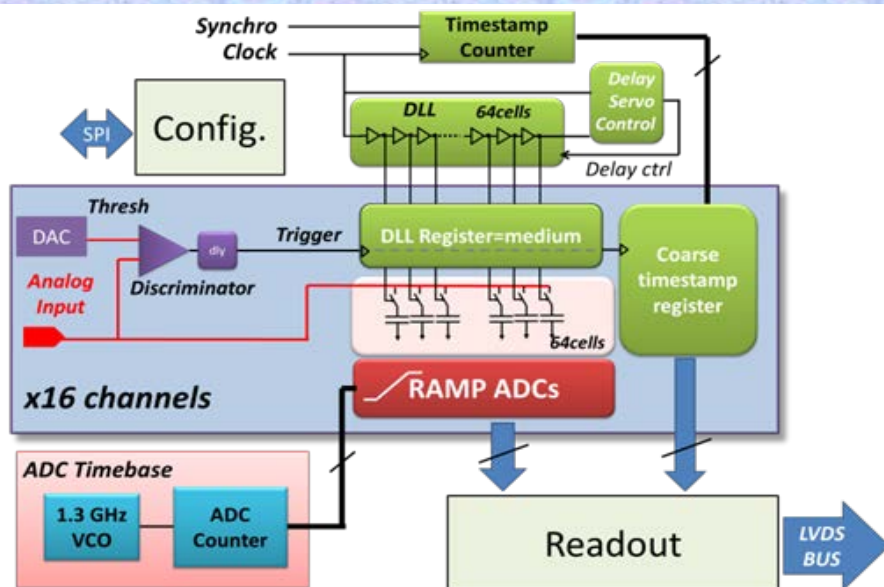 Synchro
Clock
Timestamp
Counter
Delay
Servo
Control
DLL
64cells
Delay ctrl
SPI
Config.
Thresh
DAC
dly
Trigger
DLL Register=medium
Coarse
timestamp
register
Analog
Input
Discriminator
64cells
x16 channels
RAMP ADCs
ADC Timebase
1.3 GHz
VCO
ADC
Counter
Readout
LVDS
BUS